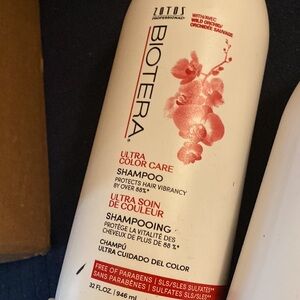 ZOTOS
PROFESSIONAL
WITH/AVEC
WILD ORCHID/
ORCHIDÉE SAUVAGE
BIOTERA
ULTRA
COLOR CARE
SHAMPOO
PROTECTS HAIR VIBRANCY
BY OVER 88%*
ULTRA SOIN
DE COULEUR
SHAMPOOING
PROTÈGE LA VITALITÉ DES
CHEVEUX DE PLUS DE 88 %*
CHAMPÚ
ULTRA CUIDADO DEL COLOR
FREE OF PARABENS | SLS/SLES SULFATES**
SANS PARABÈNES | SULFATES SLS/SLES**
32 FL.OZ. / 946 ml